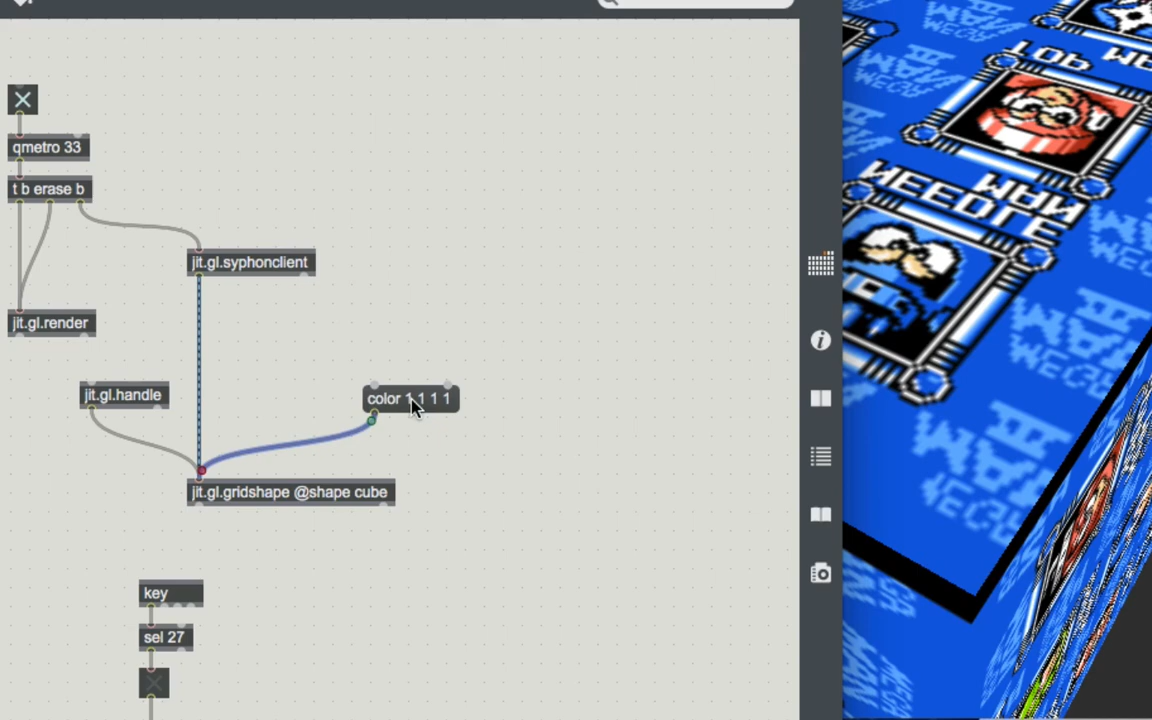 qmetro 33
t b erase b
jit.gl.syphonclient
jit.gl.render
jit.gl.handle
color 1 1 1 1
jit.gl.gridshape @shape cube
key
sel 27
TOP MA
NEEDLE
MAN